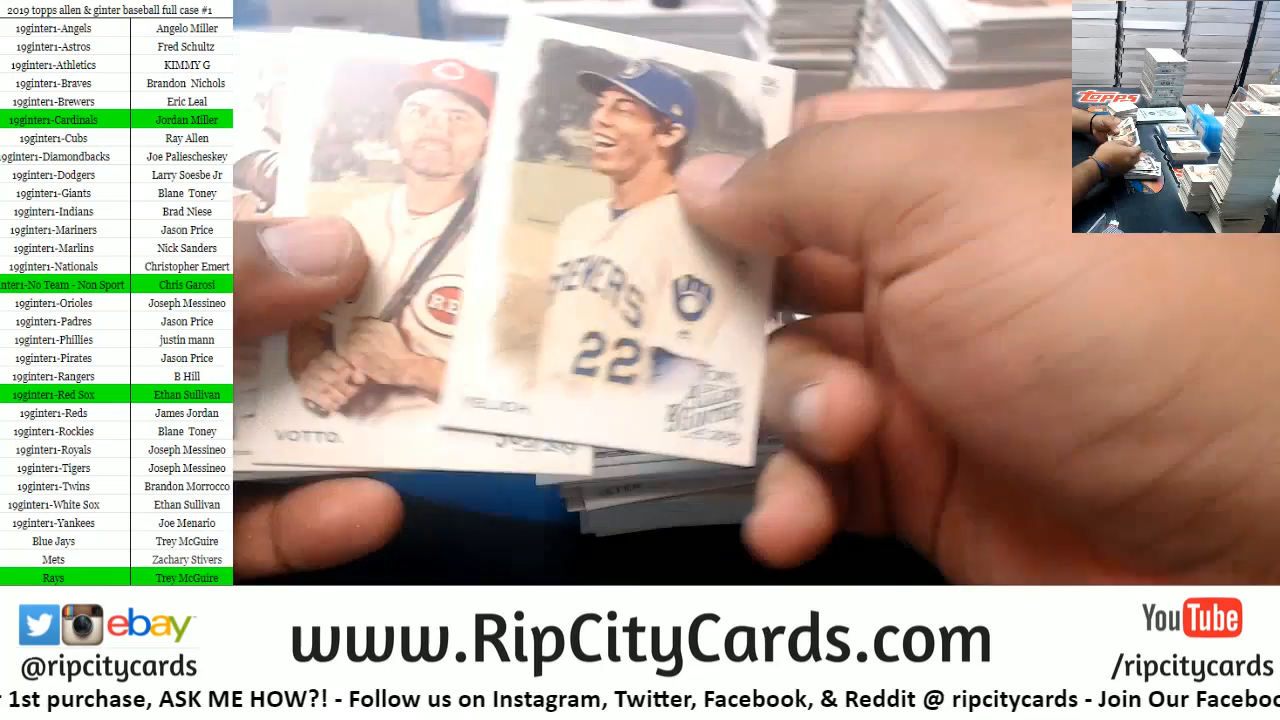 2019 topps allen & ginter baseball full case #1
19ginter1-Angels Angelo Miller
19ginter1-Astros Fred Schultz
19ginter1-Athletics KIMMY G
19ginter1-Braves Brandon Nichols
19ginter1-Brewers Eric Leal
19ginter1-Cardinals Jordan Miller
19ginter1-Cubs Ray Allen
19ginter1-Diamondbacks Joe Paliescheskey
19ginter1-Dodgers Larry Soesbe Jr
19ginter1-Giants Blane Toney
19ginter1-Indians Brad Niese
19ginter1-Mariners Jason Price
19ginter1-Marlins Nick Sanders
19ginter1-Nationals Christopher Emert
nter1-No Team - Non Sport Chris Garosi
19ginter1-Orioles Joseph Messineo
19ginter1-Padres Jason Price
19ginter1-Phillies justin mann
19ginter1-Pirates Jason Price
19ginter1-Rangers B Hill
19ginter1-Red Sox Ethan Sullivan
19ginter1-Reds James Jordan
19ginter1-Rockies Blane Toney
19ginter1-Royals Joseph Messineo
19ginter1-Tigers Joseph Messineo
19ginter1-Twins Brandon Morrocco
19ginter1-White Sox Ethan Sullivan
19ginter1-Yankees Joe Menario
Blue Jays Trey McGuire
Mets Zachary Stivers
Rays Trey McGuire
REWERS
22
RE
VOTTO.
Topps
ebay
@ripcitycards
www.RipCityCards.com
YouTube
/ripcitycards
r 1st purchase, ASK ME HOW?! - Follow us on Instagram, Twitter, Facebook, & Reddit @ ripcitycards - Join Our Faceboo